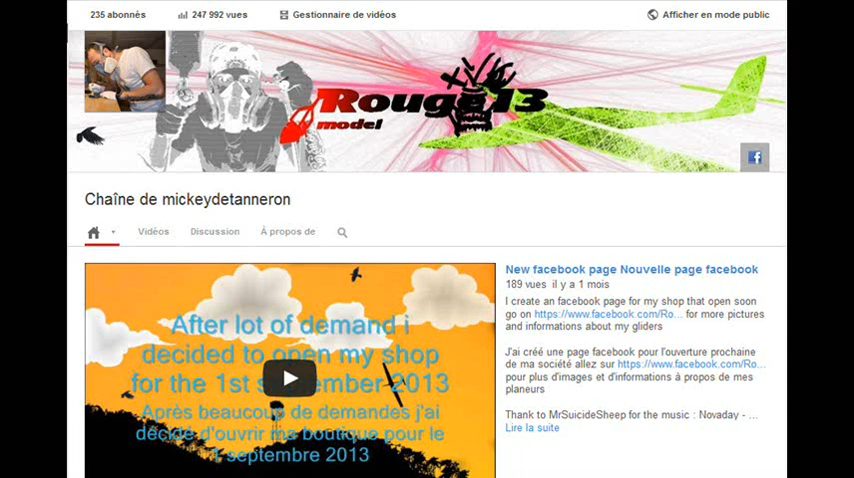 235 abonnés
247 992 vues
Gestionnaire de vidéos
Afficher en mode public
Rouge13
model
Chaîne de mickeydetanneron
Vidéos
Discussion
À propos de
After lot of demand i
decided to open my shop
for the 1st september 2013
Après beaucoup de demandes j'ai
décidé d'ouvrir ma boutique pour le
1 septembre 2013
New facebook page Nouvelle page facebook
189 vues il y a 1 mois
I create an facebook page for my shop that open soon
go on https://www.facebook.com/Ro... for more pictures
and informations about my gliders
J'ai créé une page facebook pour l'ouverture prochaine
de ma société allez sur https://www.facebook.com/Ro...
pour plus d'images et d'informations à propos de mes
planeurs
Thank to MrSuicideSheep for the music : Novaday - ...
Lire la suite